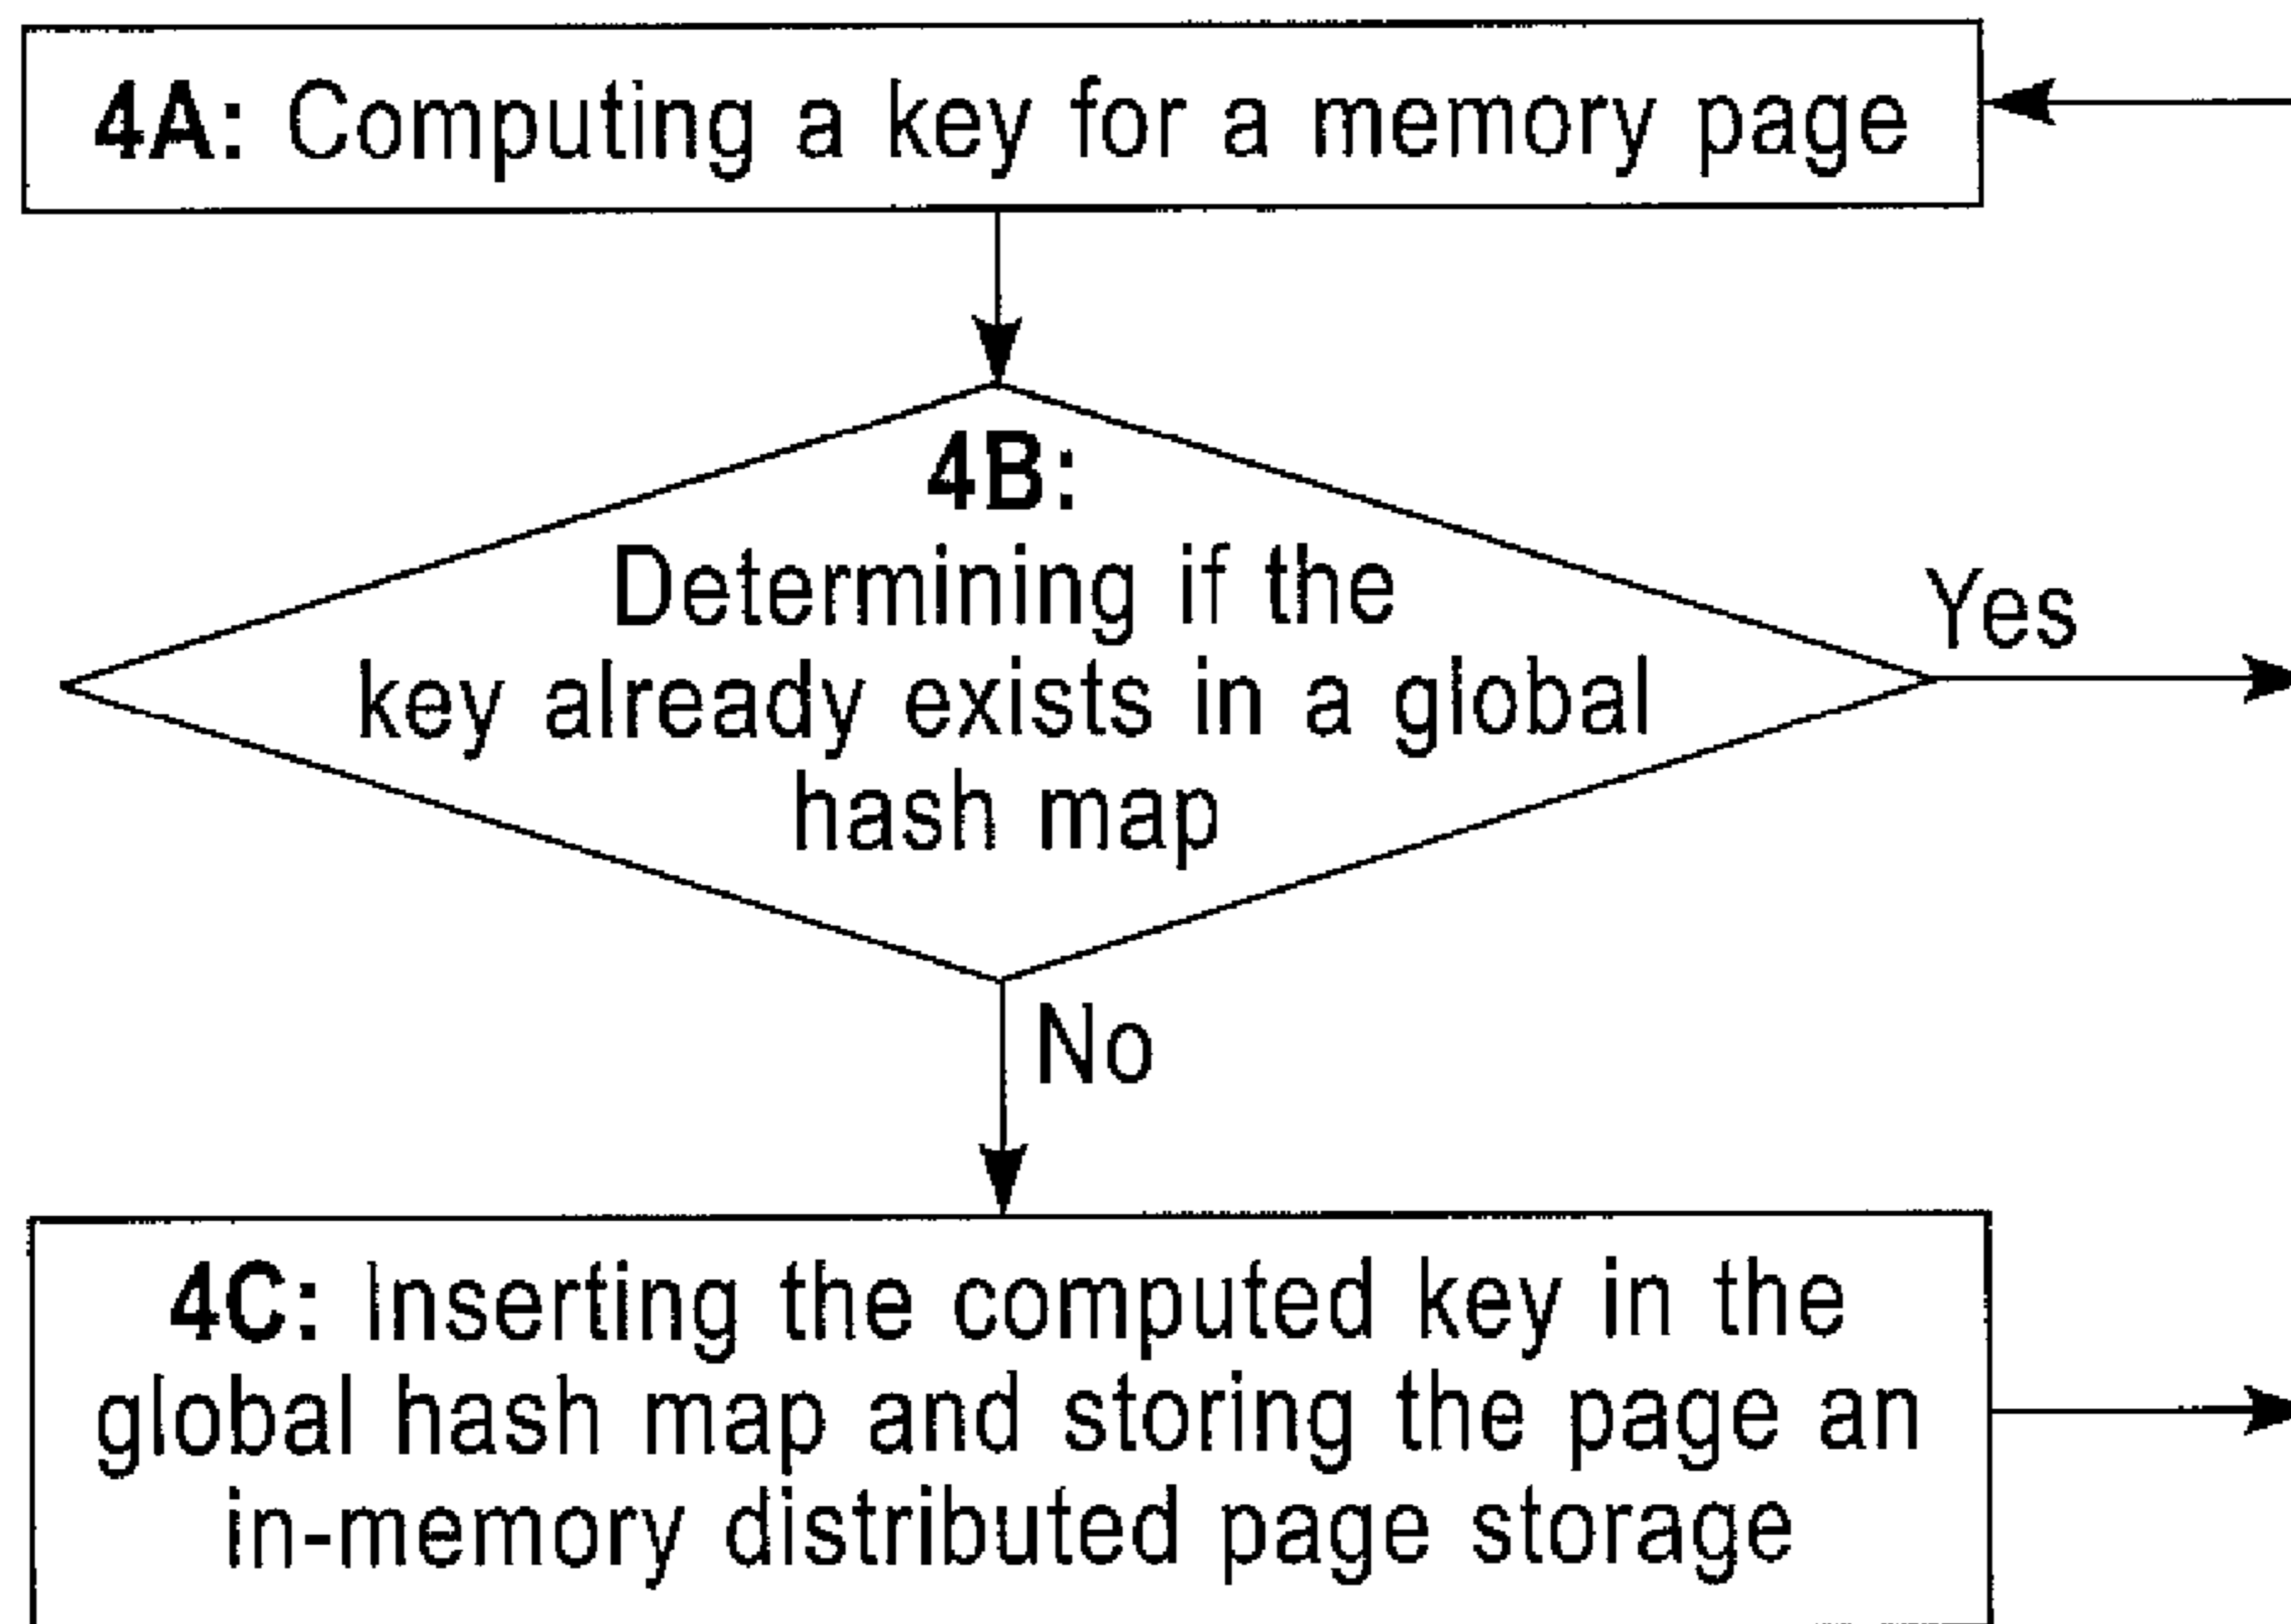 4A: Computing a key for a memory page
4B:
Determining if the
key already exists in a global
hash map
Yes
No
4C: Inserting the computed key in the
global hash map and storing the page an
in-memory distributed page storage